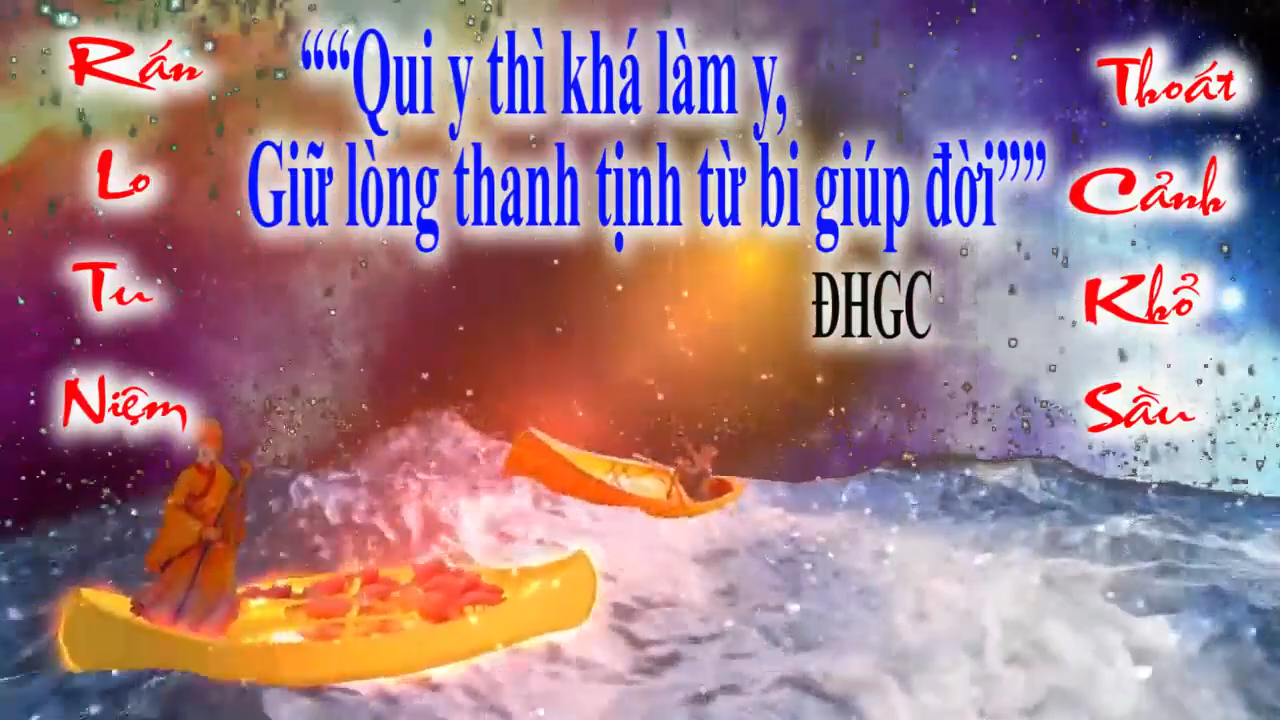 Rán
Lo
Tu
Niệm
““Qui y thì khá làm y,
Giữ lòng thanh tịnh từ bi giúp đời””
ĐHGC
Thoát
Cảnh
Khổ
Sầu